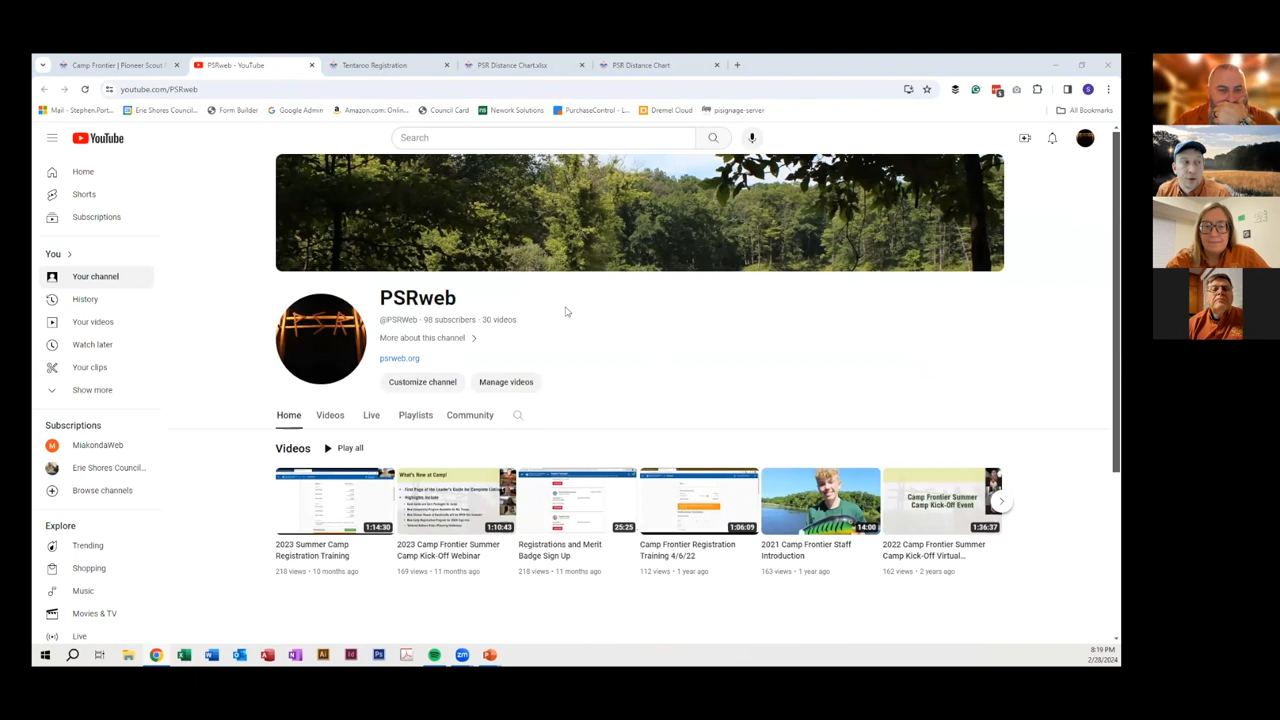 Camp Frontier | Pioneer Scout
PSRweb - YouTube
Tentaroo Registration
PSR Distance Chart.xlsx
PSR Distance Chart
youtube.com/PSRweb
Mail - Stephen.Port...
Erie Shores Council...
Form Builder
Google Admin
Amazon.com: Onlin...
Council Card
Nework Solutions
PurchaseControl - L...
Dremel Cloud
pisignage-server
All Bookmarks
YouTube
Search
Home
Shorts
Subscriptions
You
Your channel
History
Your videos
Watch later
Your clips
Show more
Subscriptions
MiakondaWeb
Erie Shores Council...
Browse channels
Explore
Trending
Shopping
Music
Movies & TV
Live
PSR
PSRweb
@PSRWeb · 98 subscribers · 30 videos
More about this channel
psrweb.org
Customize channel
Manage videos
Home
Videos
Live
Playlists
Community
Videos
Play all
1:14:30
2023 Summer Camp
Registration Training
218 views • 10 months ago
What's New at Camp!
1:10:43
2023 Camp Frontier Summer
Camp Kick-Off Webinar
169 views • 11 months ago
25:25
Registrations and Merit
Badge Sign Up
218 views • 11 months ago
1:06:09
Camp Frontier Registration
Training 4/6/22
112 views • 1 year ago
14:00
2021 Camp Frontier Staff
Introduction
163 views • 1 year ago
Camp Frontier Summer
Camp Kick-Off Event
1:36:37
2022 Camp Frontier Summer
Camp Kick-Off Virtual...
162 views • 2 years ago
8:19 PM
2/28/2024